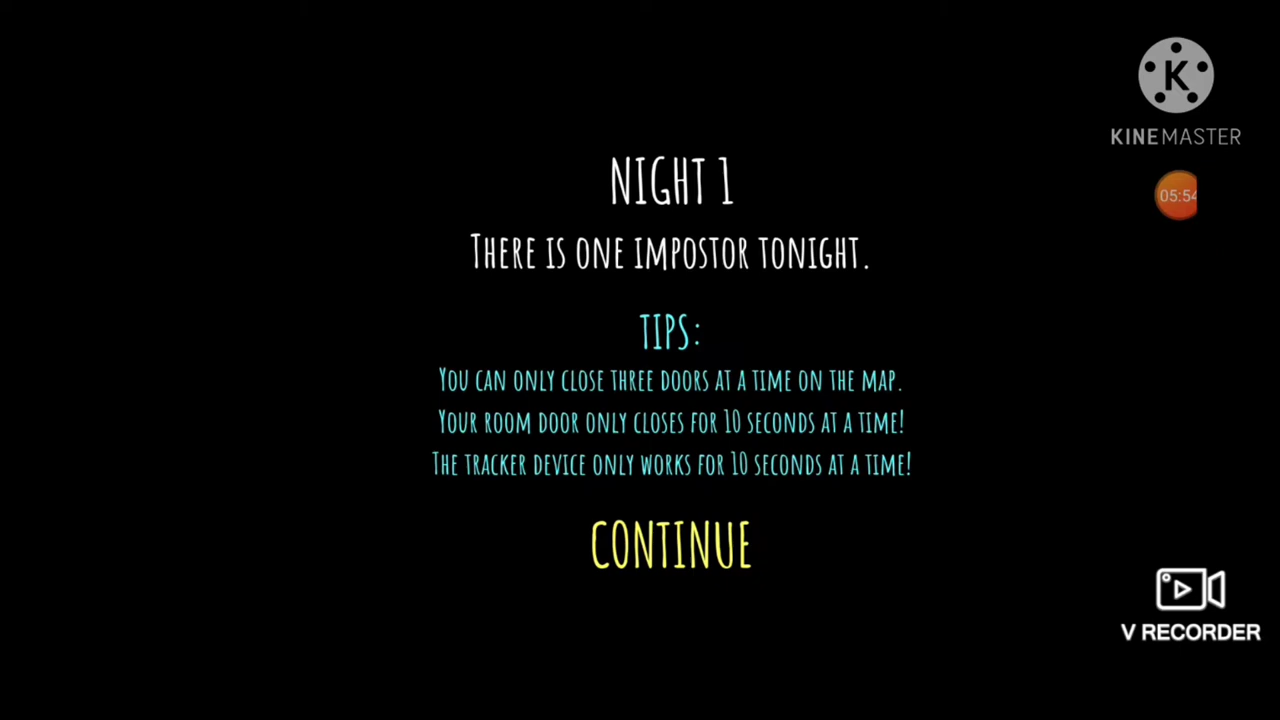 K
KINEMASTER
05:54
NIGHT 1
THERE IS ONE IMPOSTOR TONIGHT.
TIPS:
YOU CAN ONLY CLOSE THREE DOORS AT A TIME ON THE MAP.
YOUR ROOM DOOR ONLY CLOSES FOR 10 SECONDS AT A TIME!
THE TRACKER DEVICE ONLY WORKS FOR 10 SECONDS AT A TIME!
CONTINUE
V RECORDER